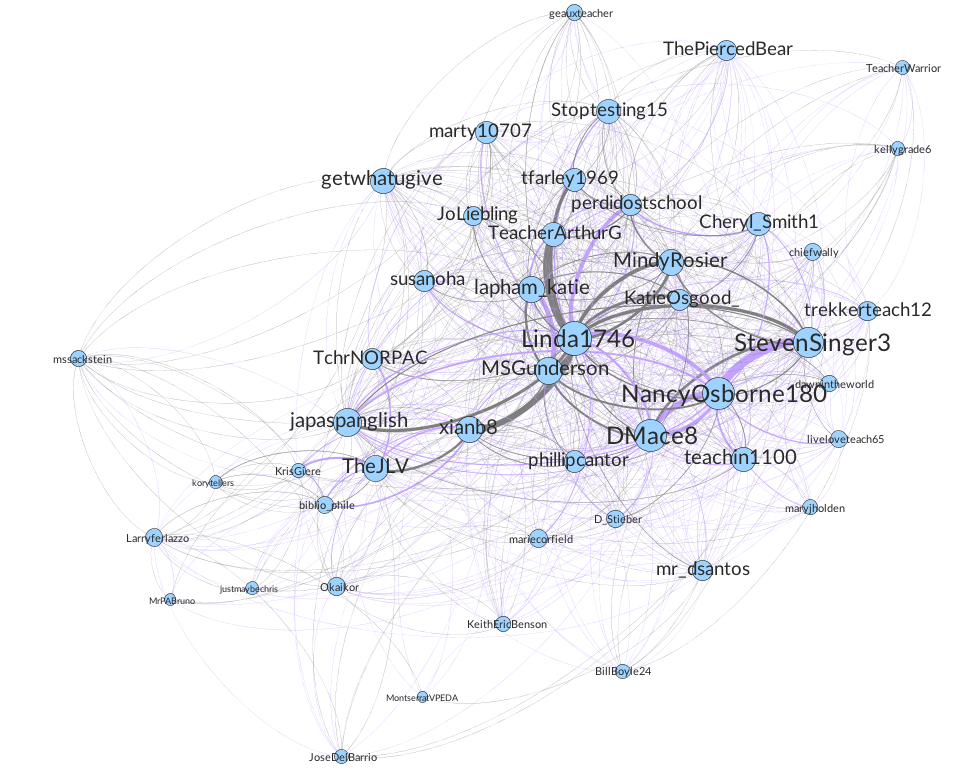 geauxteacher
ThePiercedBear
TeacherWarrior
Stoptesting15
marty10707
kellygrade6
getwhatugive
tfarley1969
perdidostschool
JoLiebling
Cheryl_Smith1
TeacherArthurG
chiefwally
MindyRosier
susanoha
lapham_katie
KatieOsgood_
trekkerteach12
Linda1746
StevenSinger3
mssackstein
TchrNORPAC
MSGunderson
dawnintheworld
NancyOsborne180
japaspanglish
xianb8
DMace8
liveloveteach65
teachin1100
phillipcantor
TheJLV
KrisGiere
korytellers
biblio_phile
maryjholden
D_Stieber
Larryferlazzo
mariecorfield
mr_dsantos
Okaikor
justmaybechris
MrPABruno
KeithEricBenson
BillBoyle24
MontserratVPEDA
JoseDelBarrio